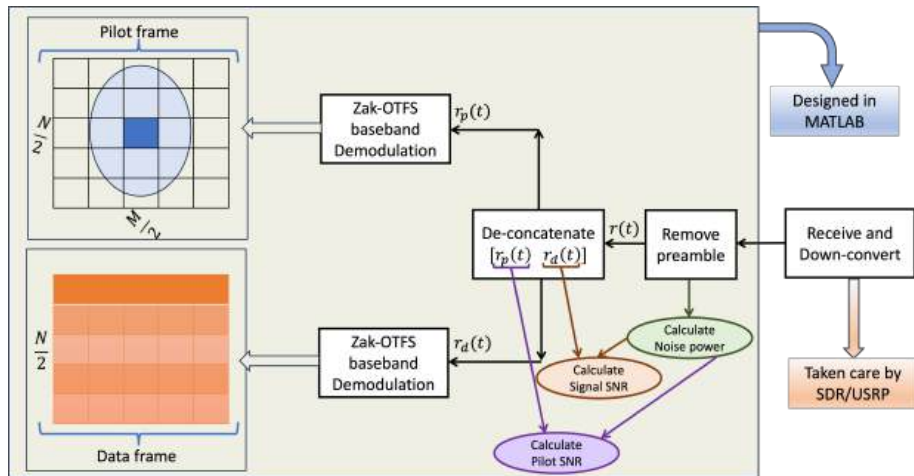 Pilot frame
N/2
M/2
Zak-OTFS
baseband
Demodulation
r_p(t)
Designed in
MATLAB
De-concatenate
[r_p(t) r_d(t)]
r(t)
Remove
preamble
Receive and
Down-convert
N/2
Data frame
Zak-OTFS
baseband
Demodulation
r_d(t)
Calculate
Noise power
Calculate
Signal SNR
Calculate
Pilot SNR
Taken care by
SDR/USRP